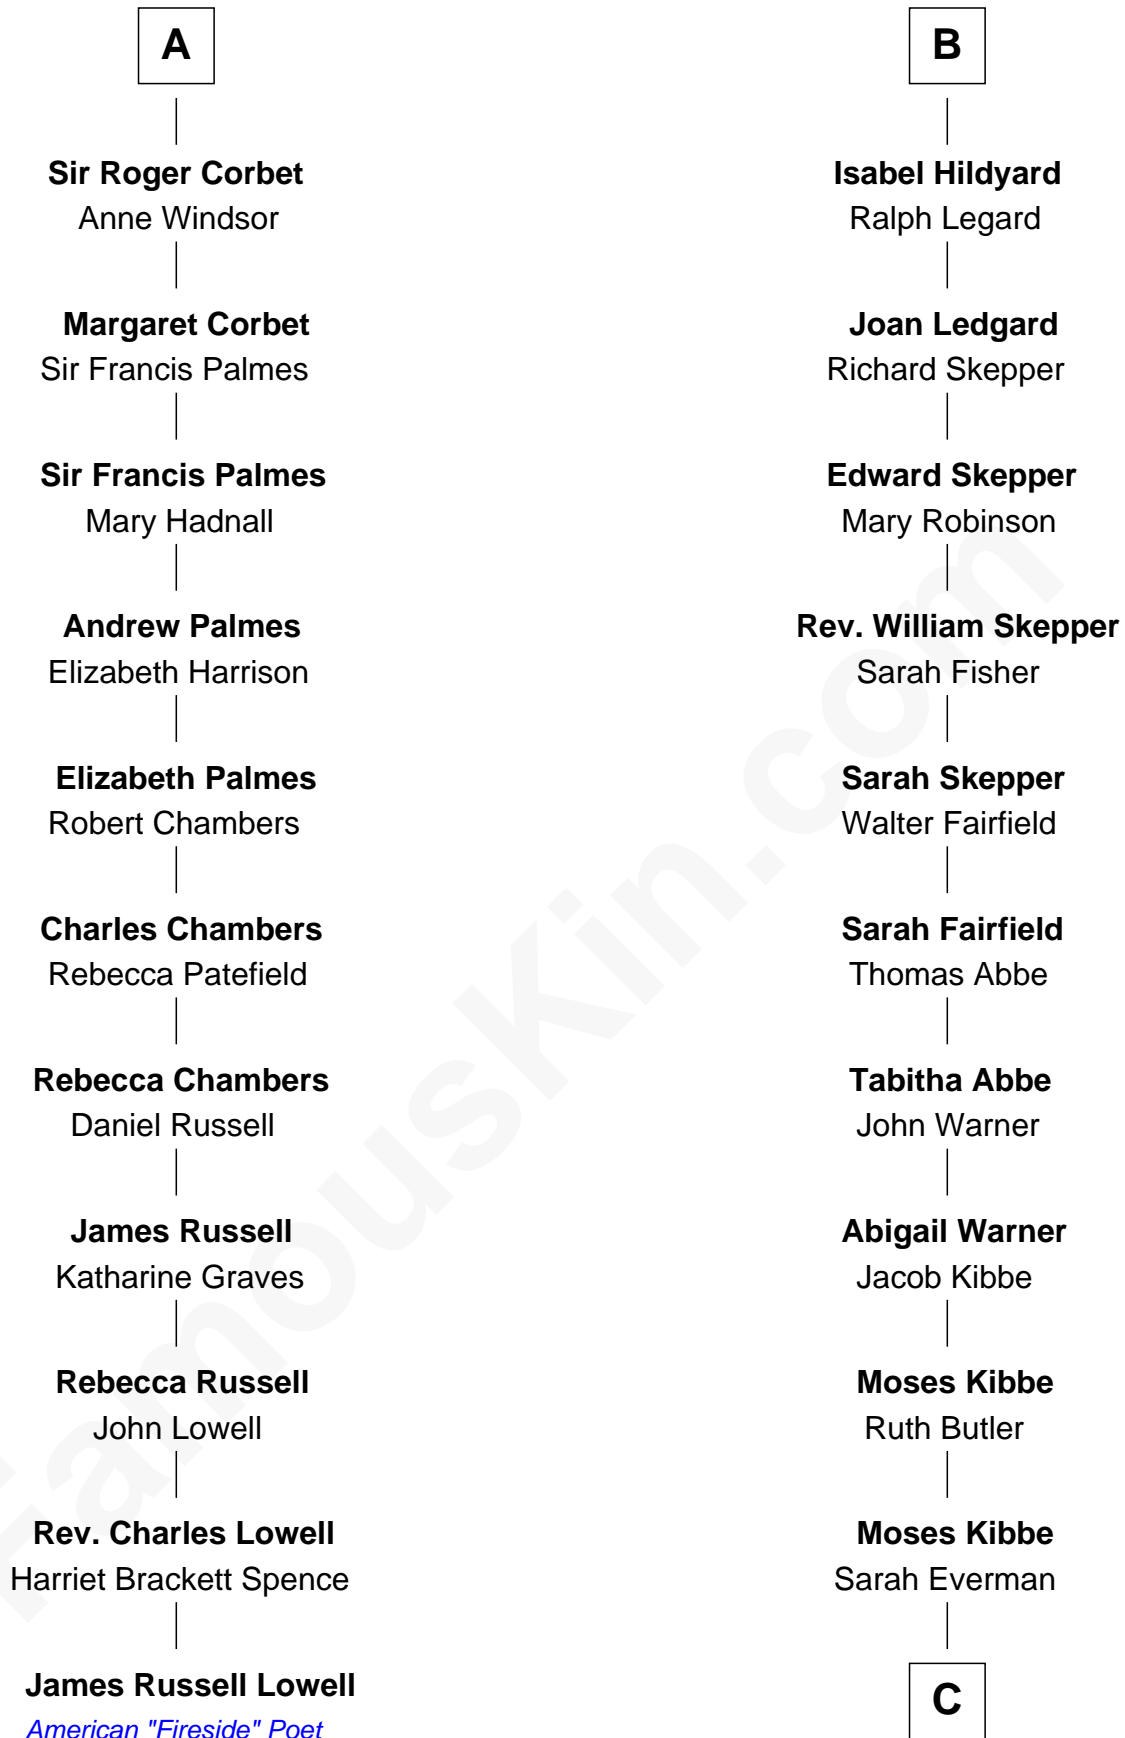 A
Sir Roger Corbet
Anne Windsor
Margaret Corbet
Sir Francis Palmes
Sir Francis Palmes
Mary Hadnall
Andrew Palmes
Elizabeth Harrison
Elizabeth Palmes
Robert Chambers
Charles Chambers
Rebecca Patefield
Rebecca Chambers
Daniel Russell
James Russell
Katharine Graves
Rebecca Russell
John Lowell
Rev. Charles Lowell
Harriet Brackett Spence
James Russell Lowell
American "Fireside" Poet
B
Isabel Hildyard
Ralph Legard
Joan Ledgard
Richard Skepper
Edward Skepper
Mary Robinson
Rev. William Skepper
Sarah Fisher
Sarah Skepper
Walter Fairfield
Sarah Fairfield
Thomas Abbe
Tabitha Abbe
John Warner
Abigail Warner
Jacob Kibbe
Moses Kibbe
Ruth Butler
Moses Kibbe
Sarah Everman
C
FamousKin.com